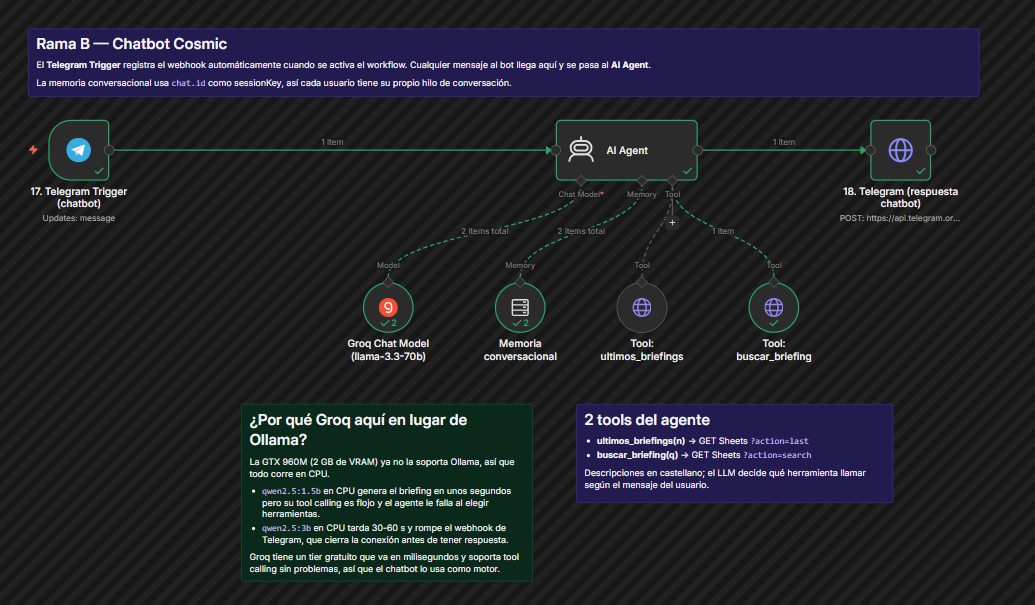 Rama B — Chatbot Cosmic
El Telegram Trigger registra el webhook automáticamente cuando se activa el workflow. Cualquier mensaje al bot llega aquí y se pasa al AI Agent.
La memoria conversacional usa chat.id como sessionKey, así cada usuario tiene su propio hilo de conversación.
1 item
AI Agent
1 item
17. Telegram Trigger
(chatbot)
Updates: message
Chat Model*
Memory
Tool
18. Telegram (respuesta
chatbot)
POST: https://api.telegram.or...
+
2 items total
2 items total
1 item
Model
Memory
Tool
Tool
2
2
Groq Chat Model
(llama-3.3-70b)
Memoria
conversacional
Tool:
ultimos_briefings
Tool:
buscar_briefing
¿Por qué Groq aquí en lugar de
Ollama?
La GTX 960M (2 GB de VRAM) ya no la soporta Ollama, así que
todo corre en CPU.
• qwen2.5:1.5b en CPU genera el briefing en unos segundos
pero su tool calling es flojo y el agente le falla al elegir
herramientas.
• qwen2.5:3b en CPU tarda 30-60 s y rompe el webhook de
Telegram, que cierra la conexión antes de tener respuesta.
Groq tiene un tier gratuito que va en milisegundos y soporta tool
calling sin problemas, así que el chatbot lo usa como motor.
2 tools del agente
• ultimos_briefings(n) → GET Sheets ?action=last
• buscar_briefing(q) → GET Sheets ?action=search
Descripciones en castellano; el LLM decide qué herramienta llamar
según el mensaje del usuario.